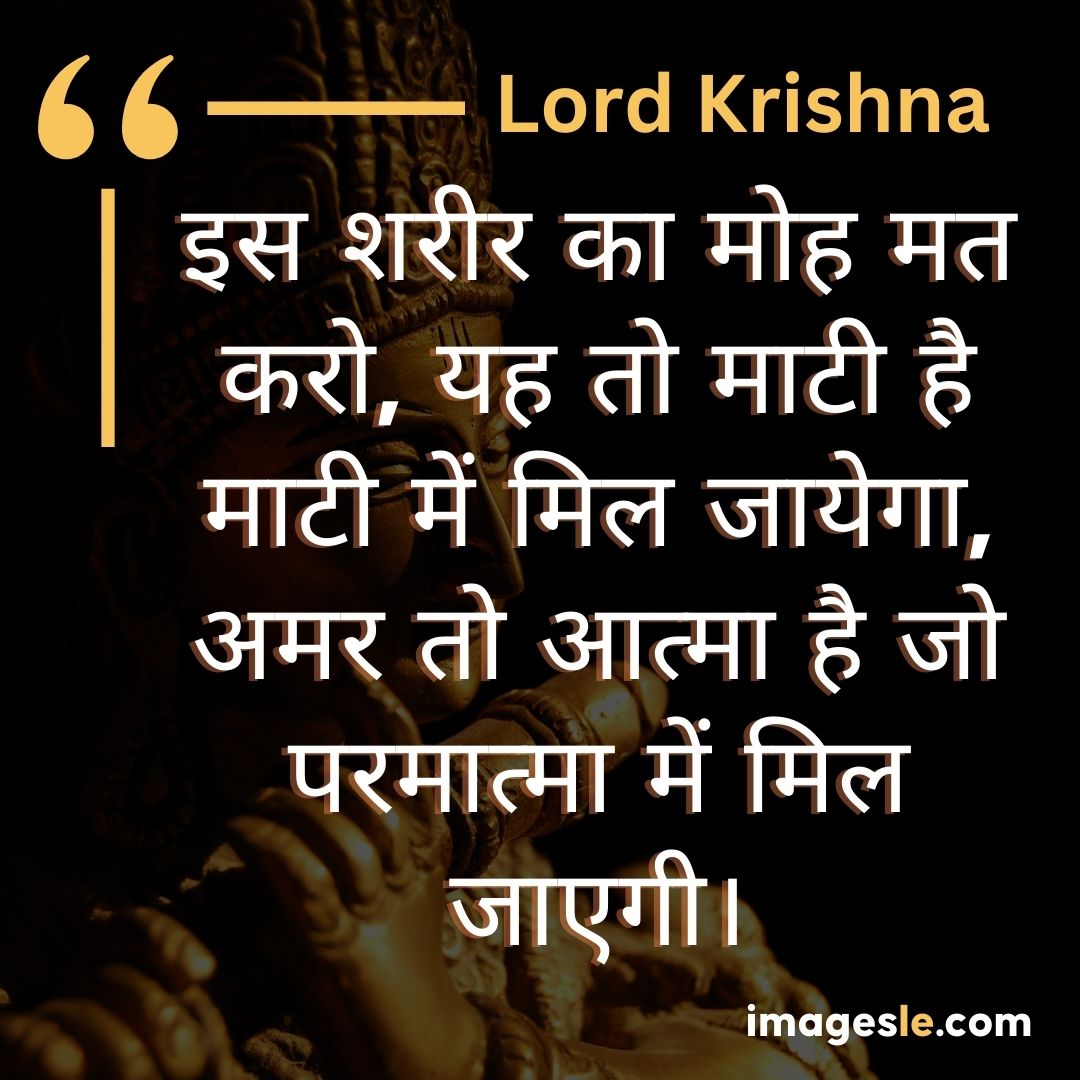 “ Lord Krishna
इस शरीर का मोह मत
करो, यह तो माटी है
माटी में मिल जायेगा,
अमर तो आत्मा है जो
परमात्मा में मिल
जाएगी।
imagesle.com